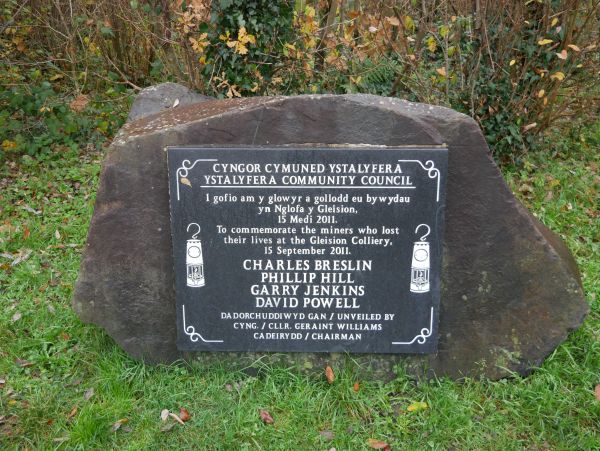 CYNGOR CYMUNED YSTALYFERA
YSTALYFERA COMMUNITY COUNCIL
I gofio am y glowyr a gollodd eu bywydau
yn Nglofa y Gleision.
15 Medi 2011.
To commemorate the miners who lost
their lives at the Gleision Colliery,
15 September 2011.
CHARLES BRESLIN
PHILLIP HILL
GARRY JENKINS
DAVID POWELL
DADORCHUDDIWYD GAN / UNVEILED BY
CYNG. / CLLR. GERAINT WILLIAMS
CADEIRYDD / CHAIRMAN